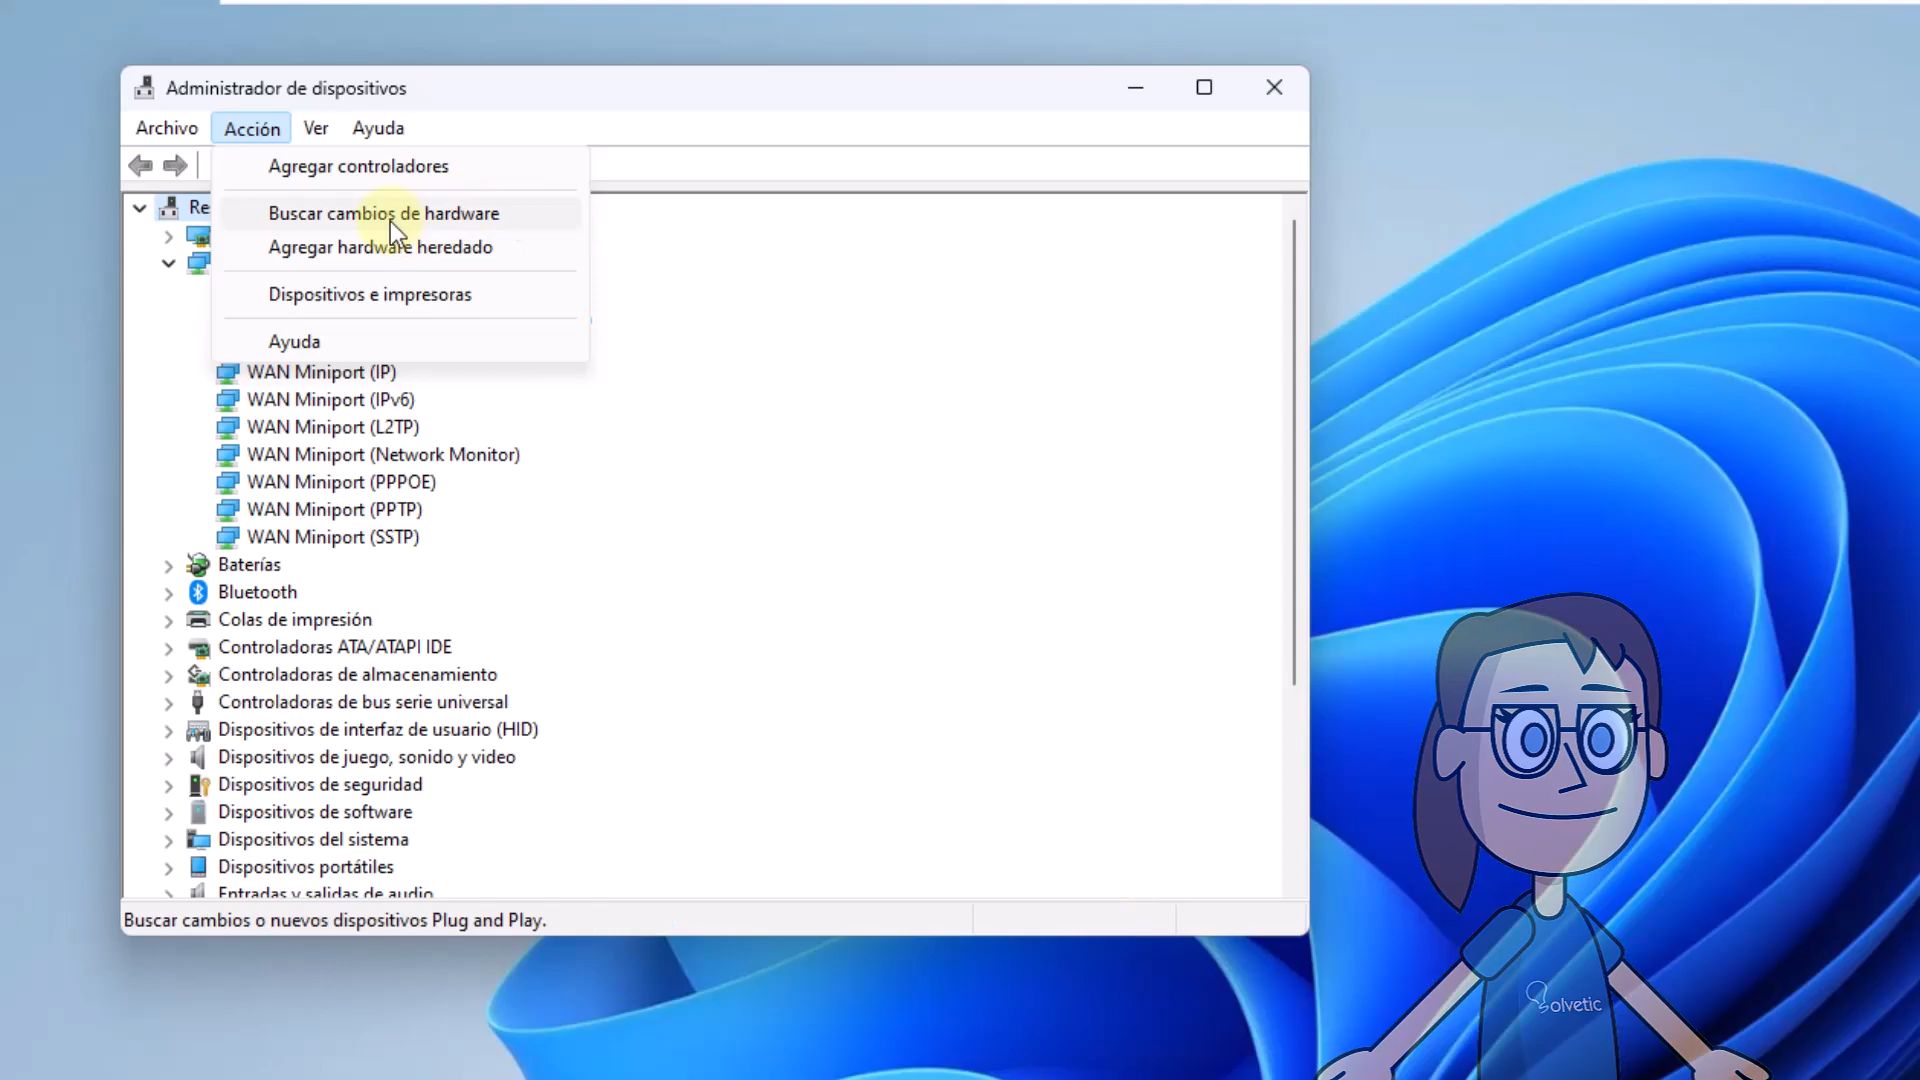 Administrador de dispositivos
Archivo Acción Ver Ayuda
Agregar controladores
Re
Buscar cambios de hardware
Agregar hardware heredado
Dispositivos e impresoras
Ayuda
WAN Miniport (IP)
WAN Miniport (IPv6)
WAN Miniport (L2TP)
WAN Miniport (Network Monitor)
WAN Miniport (PPPOE)
WAN Miniport (PPTP)
WAN Miniport (SSTP)
Baterías
Bluetooth
Colas de impresión
Controladoras ATA/ATAPI IDE
Controladoras de almacenamiento
Controladoras de bus serie universal
Dispositivos de interfaz de usuario (HID)
Dispositivos de juego, sonido y video
Dispositivos de seguridad
Dispositivos de software
Dispositivos del sistema
Dispositivos portátiles
Entradas y salidas de audio
Buscar cambios o nuevos dispositivos Plug and Play.
Solvetic